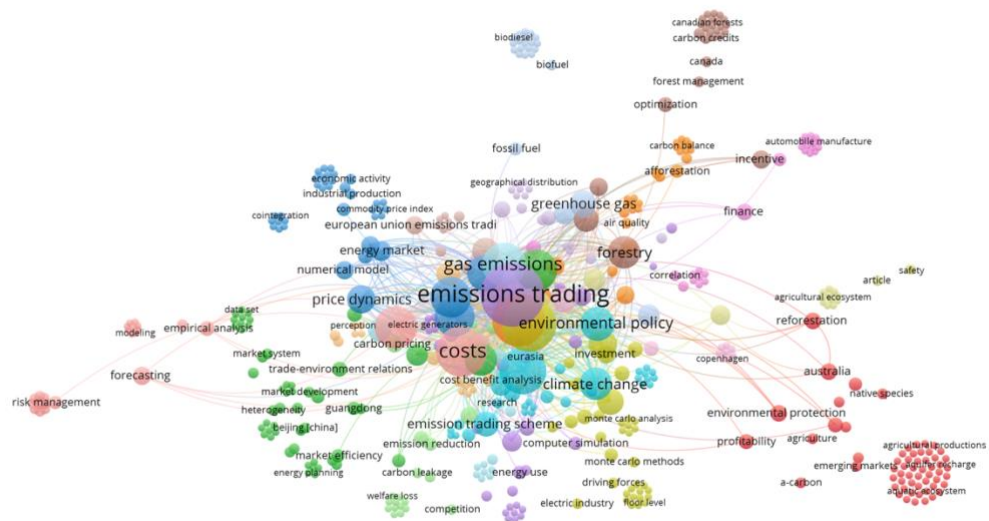 canadian forests
carbon credits
biodiesel
biofuel
canada
forest management
optimization
fossil fuel
carbon balance
automobile manufacture
incentive
afforestation
economic activity
geographical distribution
industrial production
greenhouse gas
commodity price index
finance
cointegration
european union emissions tradi
air quality
energy market
forestry
gas emissions
numerical model
correlation
safety
article
emissions trading
price dynamics
agricultural ecosystem
data set
reforestation
perception
electric generators
environmental policy
modeling
empirical analysis
carbon pricing
costs
market system
eurasia
investment
copenhagen
trade-environment relations
australia
forecasting
cost benefit analysis
climate change
market development
native species
risk management
research
heterogeneity
guangdong
environmental protection
monte carlo analysis
beijing [china]
emission trading scheme
emission reduction
computer simulation
profitability
agriculture
agricultural productions
market efficiency
monte carlo methods
emerging markets
aquifer recharge
energy planning
carbon leakage
energy use
driving forces
a-carbon
aquatic ecosystem
welfare loss
competition
electric industry
floor level